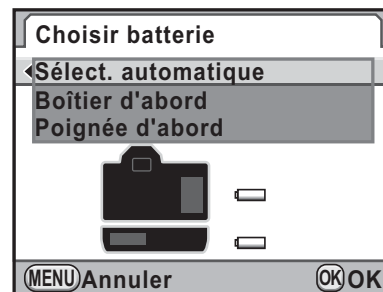 Choisir batterie
Sélect. automatique
Boîtier d'abord
Poignée d'abord
MENU Annuler OK OK